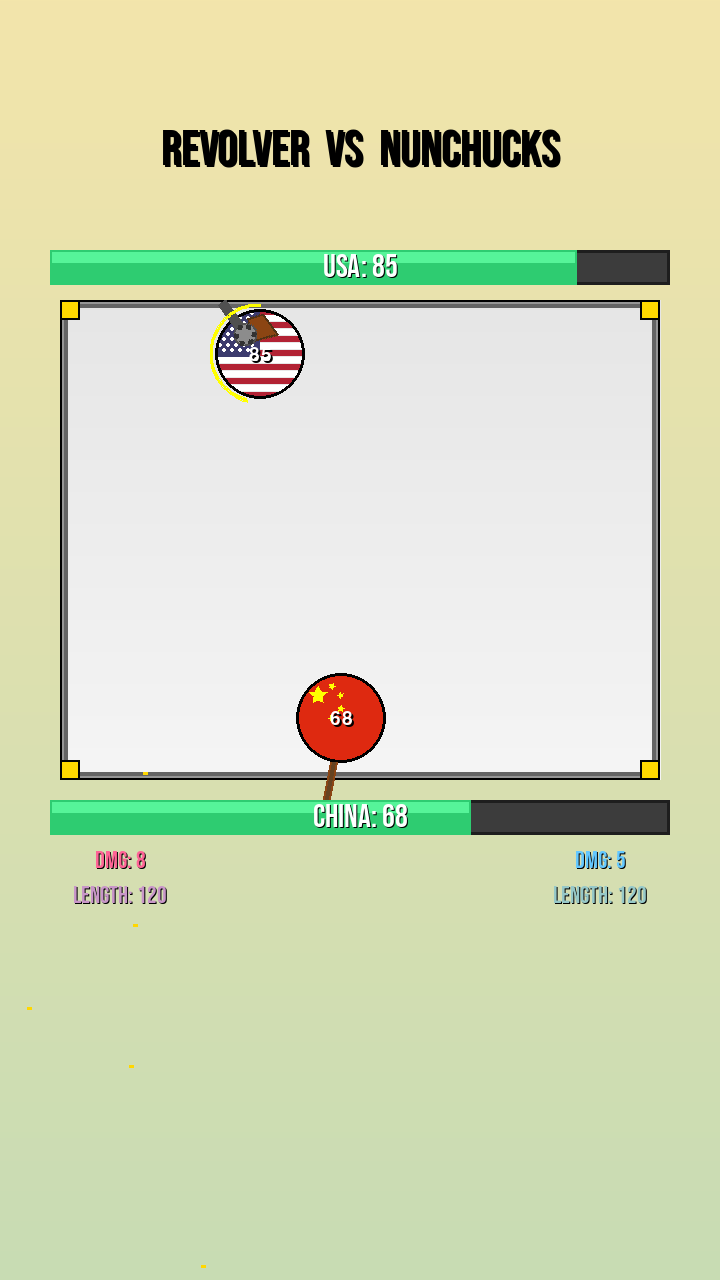 REVOLVER VS NUNCHUCKS
USA: 85
85
68
CHINA: 68
DMG: 8
DMG: 5
LENGTH: 120
LENGTH: 120